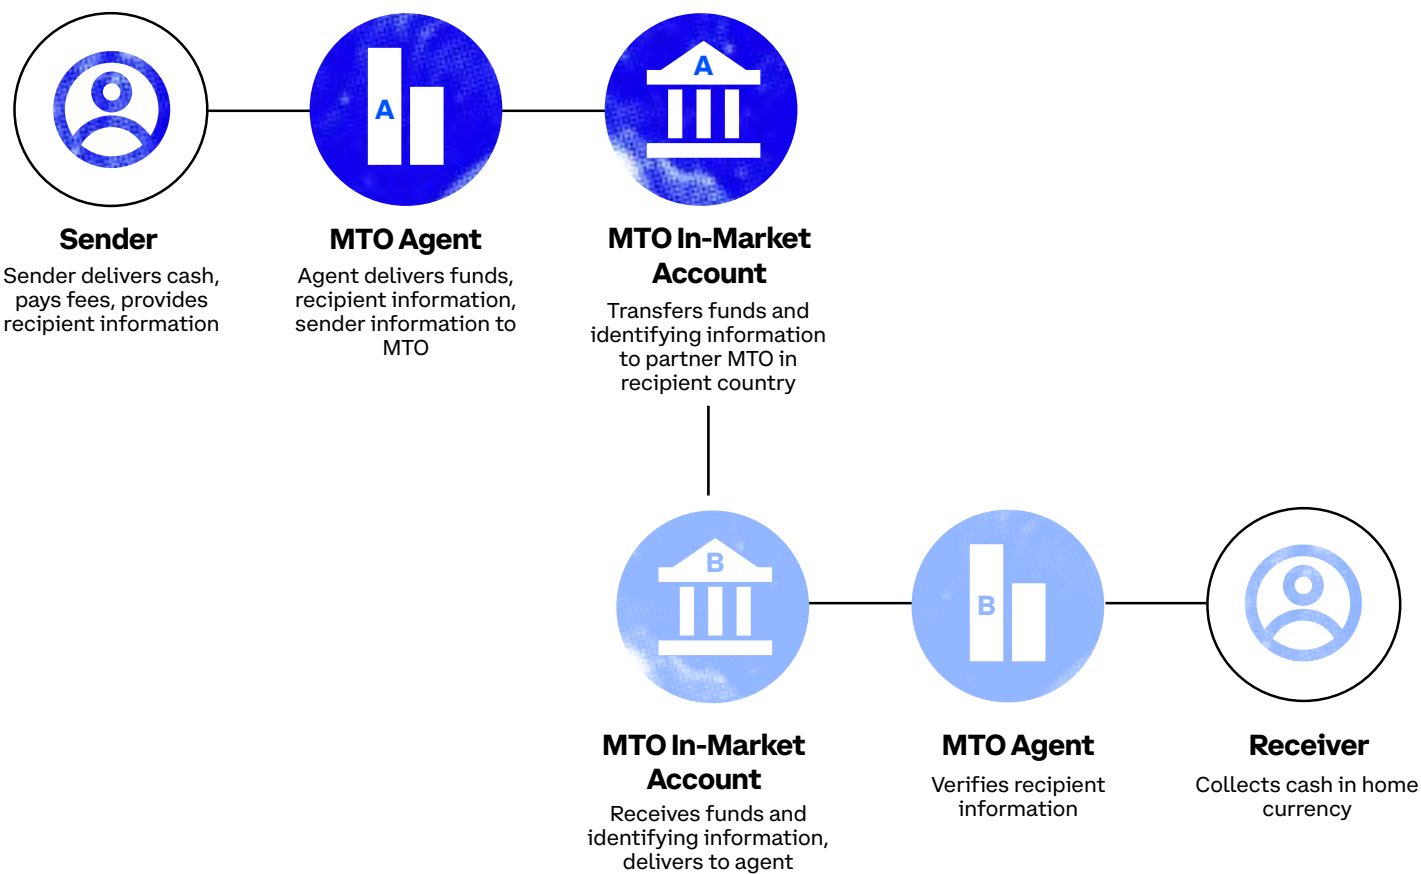 A
A
Sender
Sender delivers cash,
pays fees, provides
recipient information
MTO Agent
Agent delivers funds,
recipient information,
sender information to
MTO
MTO In-Market
Account
Transfers funds and
identifying information
to partner MTO in
recipient country
B
B
MTO In-Market
Account
Receives funds and
identifying information,
delivers to agent
MTO Agent
Verifies recipient
information
Receiver
Collects cash in home
currency